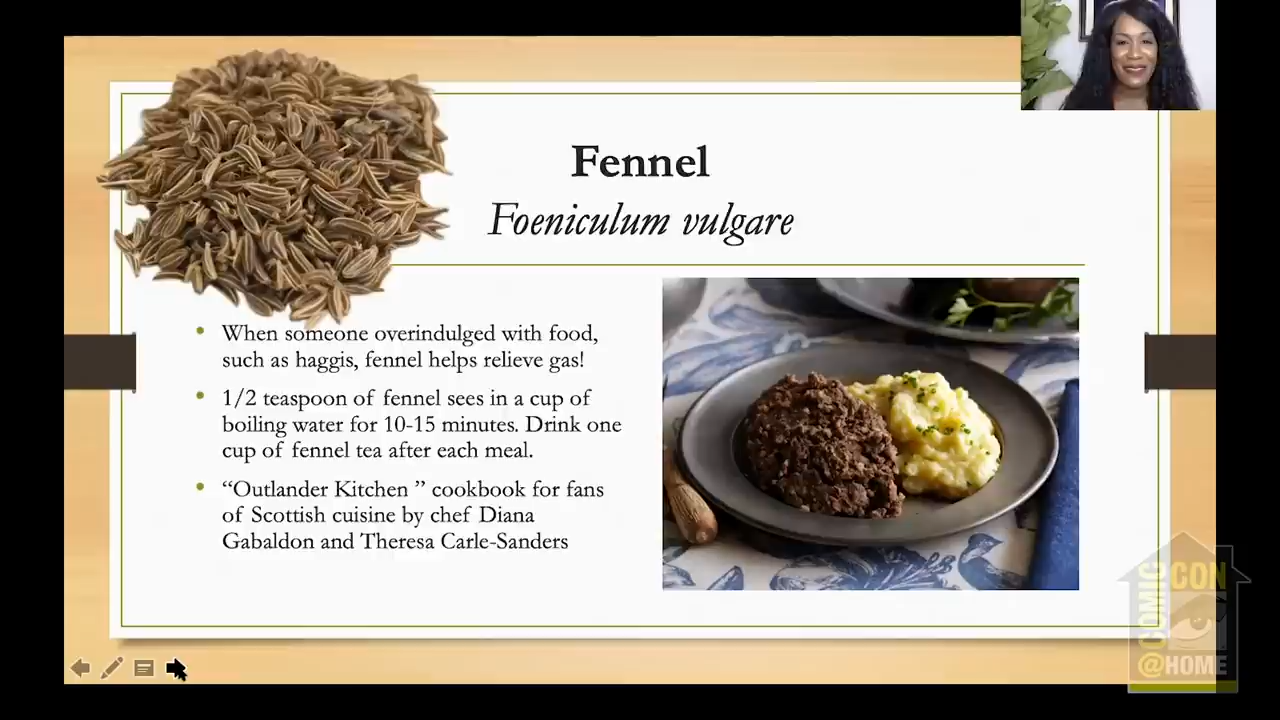 Fennel
Foeniculum vulgare
• When someone overindulged with food,
such as haggis, fennel helps relieve gas!
• 1/2 teaspoon of fennel sees in a cup of
boiling water for 10-15 minutes. Drink one
cup of fennel tea after each meal.
• “Outlander Kitchen ” cookbook for fans
of Scottish cuisine by chef Diana
Gabaldon and Theresa Carle-Sanders
COMIC
CON
@HOME